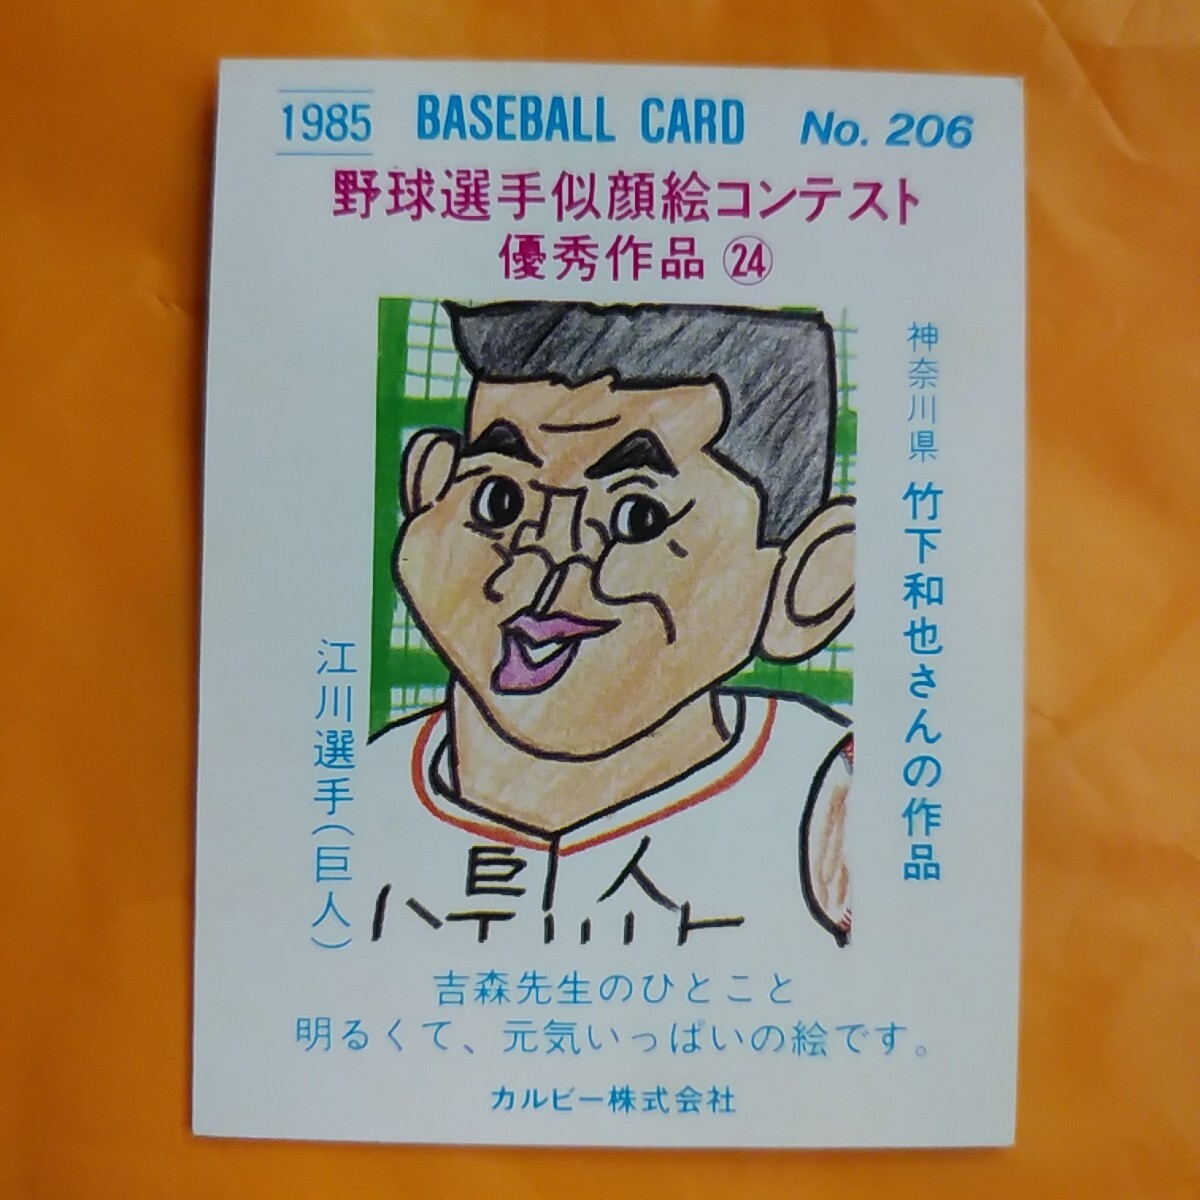 1985 BASEBALL CARD No. 206
野球選手似顔絵コンテスト
優秀作品 ㉔
神奈川県 竹下和也さんの作品
江川選手(巨人)
巨人
吉森先生のひとこと
明るくて、元気いっぱいの絵です。
カルビー株式会社